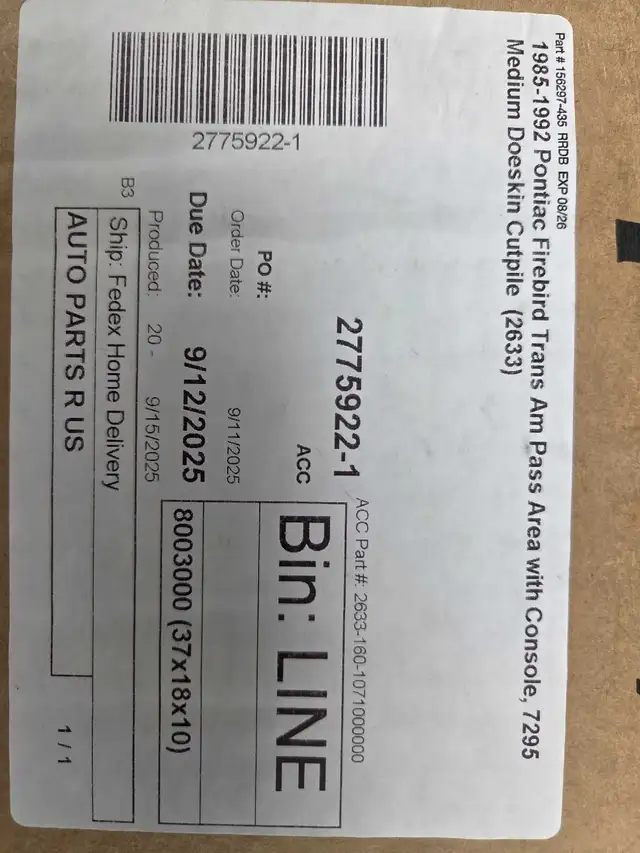 Part # 156297-435 RRDB EXP 08/26
1985-1992 Pontiac Firebird Trans Am Pass Area with Console, 7295
Medium Doeskin Cutpile (2633)
2775922-1
ACC Part #: 2633-160-1071000000
2775922-1
PO #: ACC
Bin: LINE
Order Date: 9/11/2025
Due Date: 9/12/2025
8003000 (37x18x10)
Produced: 20 - 9/15/2025
B3
Ship: Fedex Home Delivery
AUTO PARTS R US
1 / 1